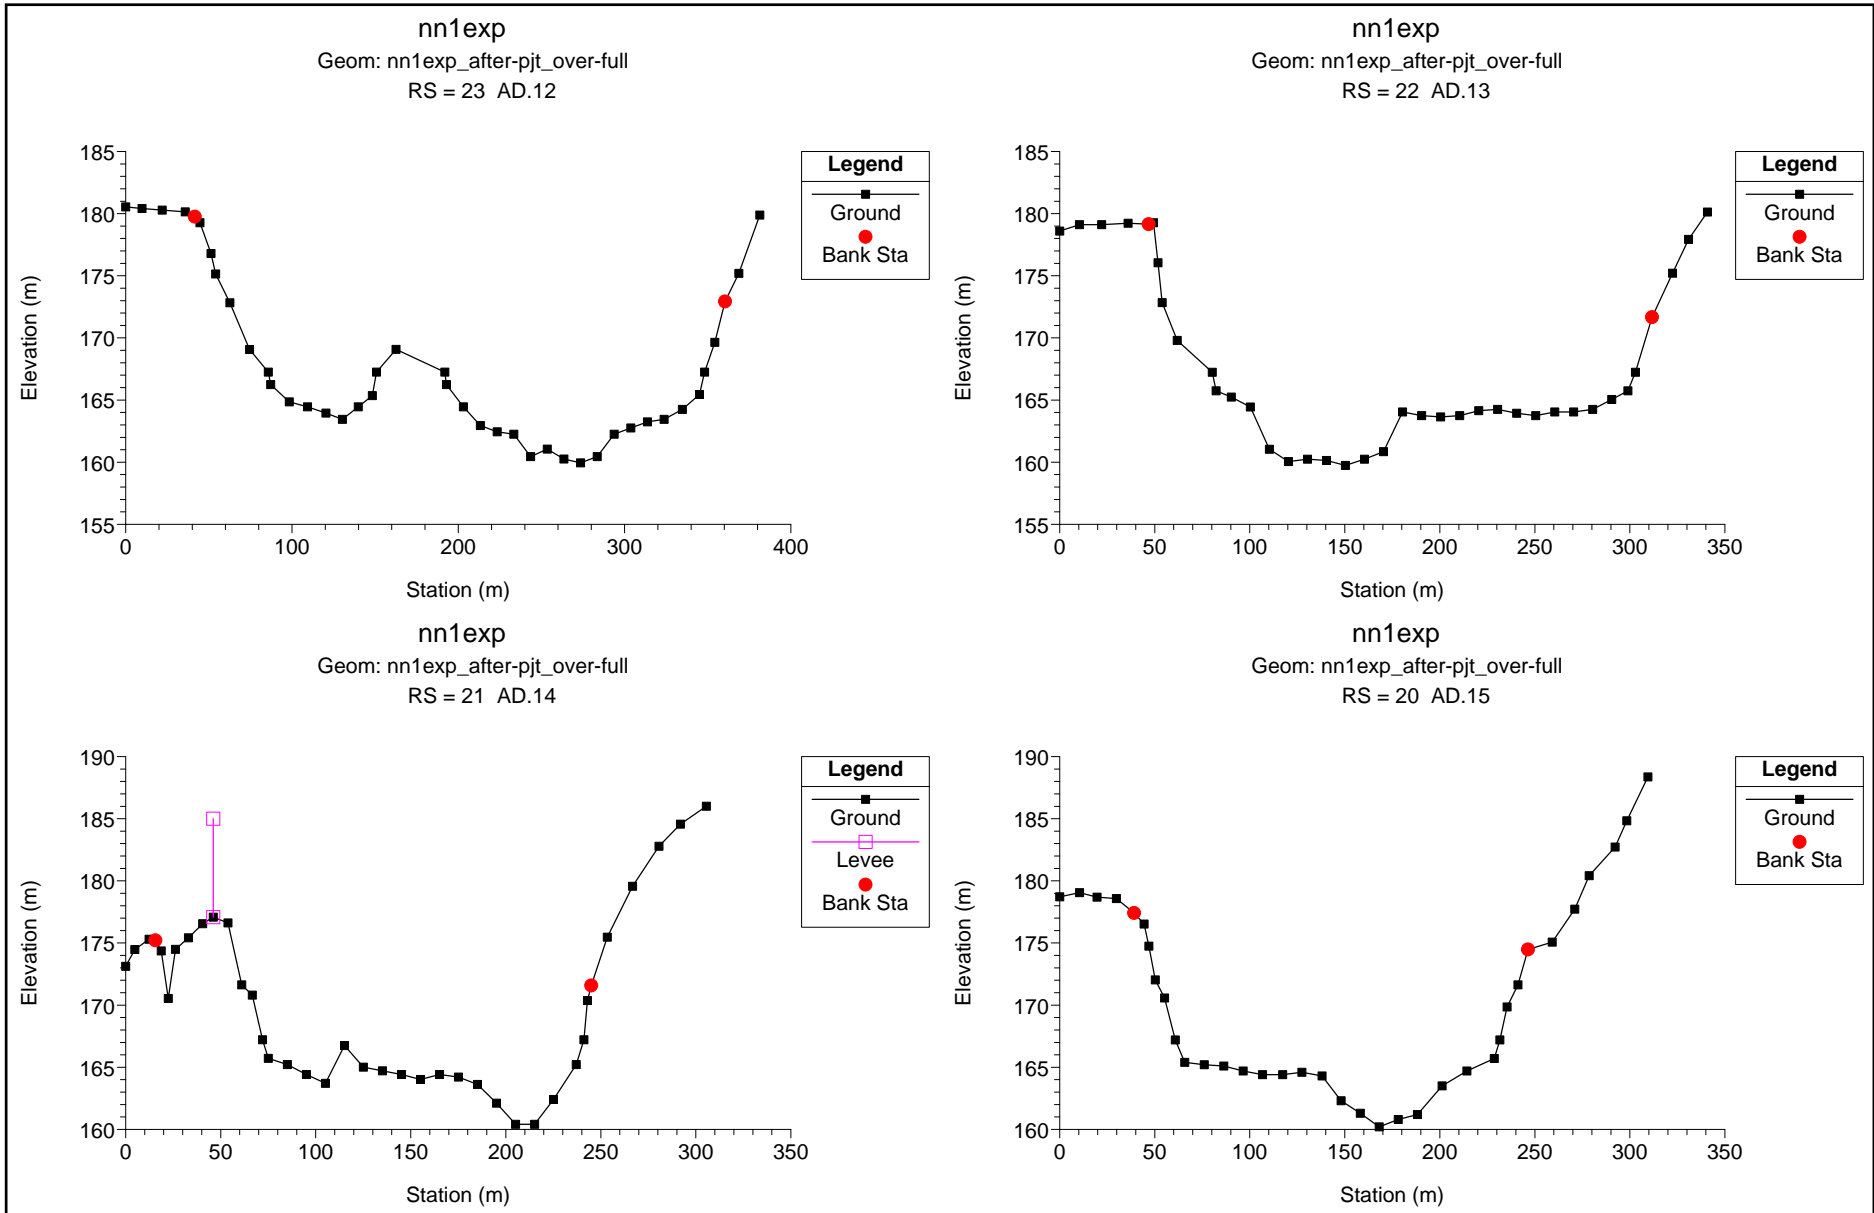 nn1exp
Geom: nn1exp_after-pjt_over-full
RS = 23 AD.12
185
180
175
170
165
160
155
0
100
200
300
400
Elevation (m)
Station (m)
Legend
Ground
Bank Sta
nn1exp
Geom: nn1exp_after-pjt_over-full
RS = 22 AD.13
185
180
175
170
165
160
155
0
50
100
150
200
250
300
350
Elevation (m)
Station (m)
Legend
Ground
Bank Sta
nn1exp
Geom: nn1exp_after-pjt_over-full
RS = 21 AD.14
190
185
180
175
170
165
160
0
50
100
150
200
250
300
350
Elevation (m)
Station (m)
Legend
Ground
Levee
Bank Sta
nn1exp
Geom: nn1exp_after-pjt_over-full
RS = 20 AD.15
190
185
180
175
170
165
160
0
50
100
150
200
250
300
350
Elevation (m)
Station (m)
Legend
Ground
Bank Sta